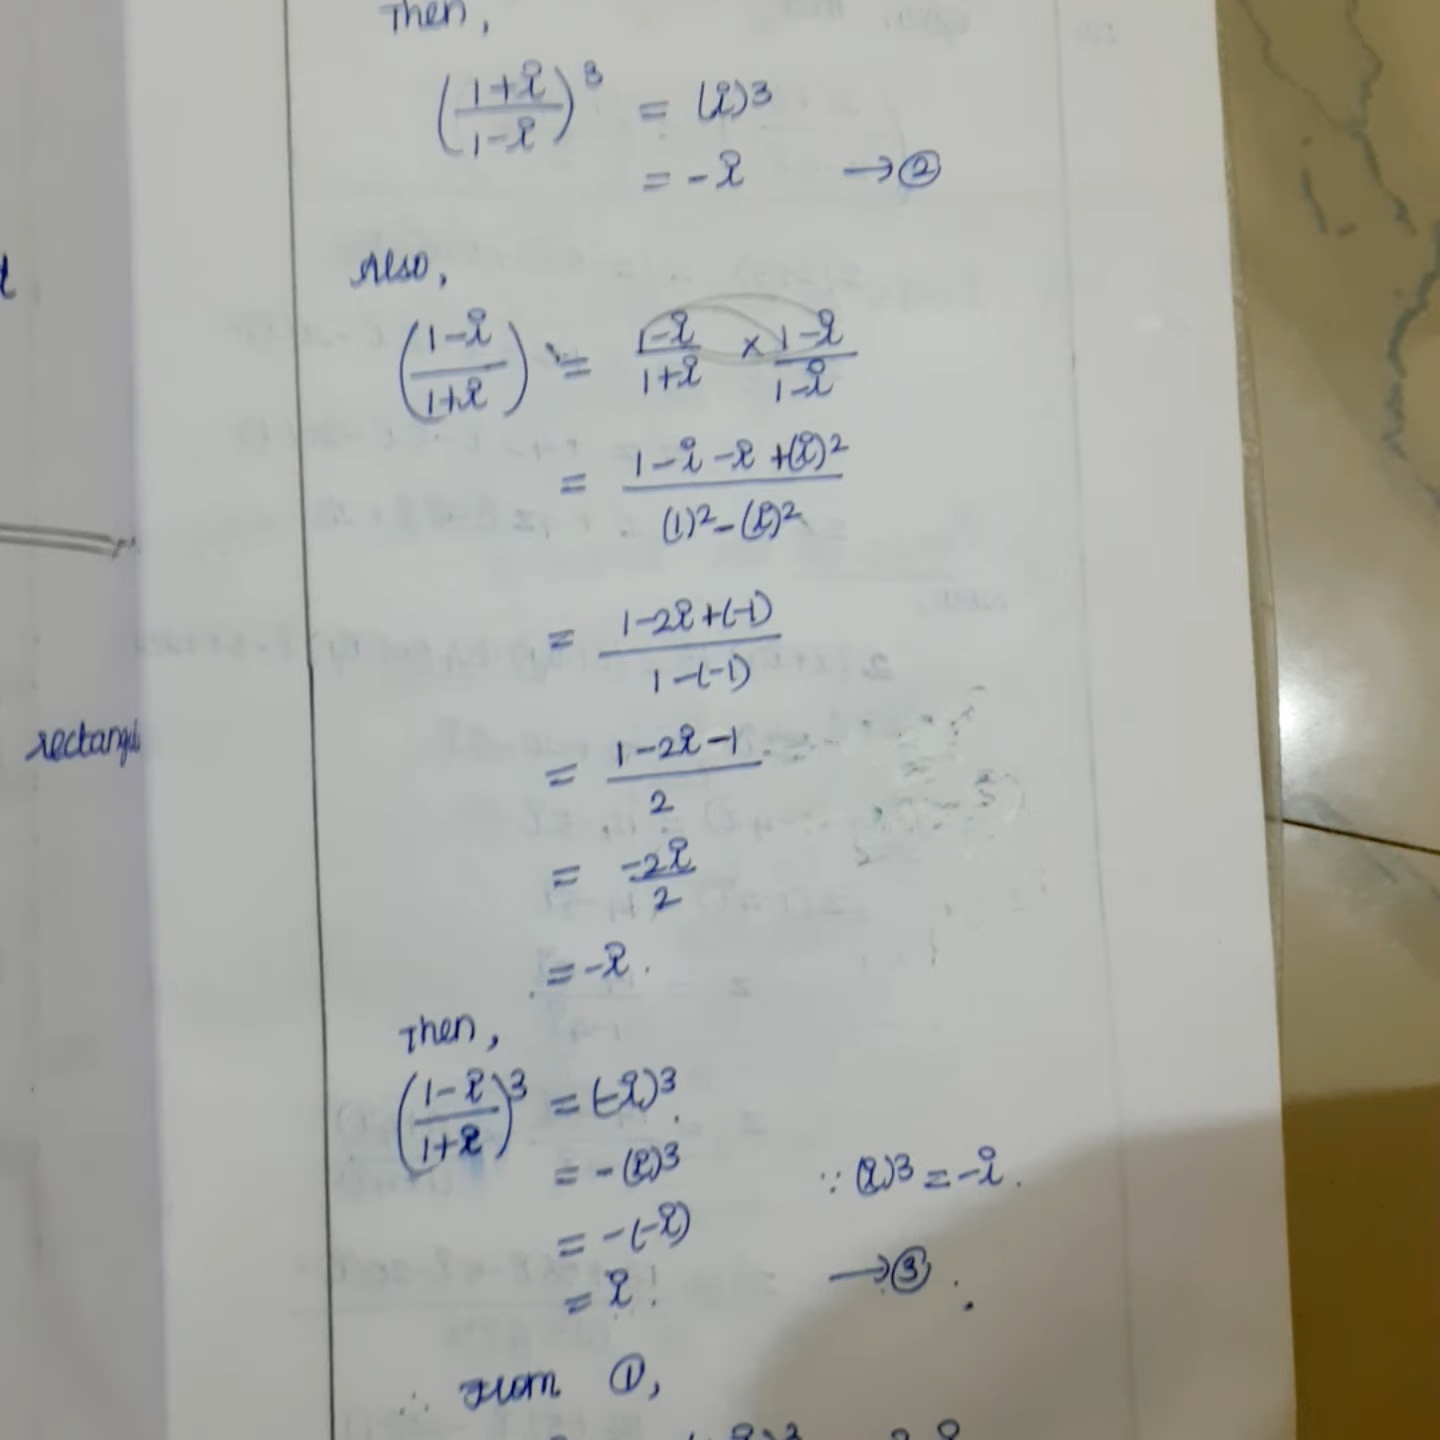 Then,
(1+i/1-i)³ = (i)³
= -i → ②
Also,
(1-i/1+i) = 1-i/1+i × 1-i/1-i
= 1-i-i+(i)²/(1)²-(i)²
= 1-2i+(-1)/1-(-1)
= 1-2i-1/2
= -2i/2
= -i.
Then,
(1-i/1+i)³ = (-i)³
= -(i)³ ∵ (i)³ = -i.
= -(-i)
= i. → ③
∴ from ①,
rectangul